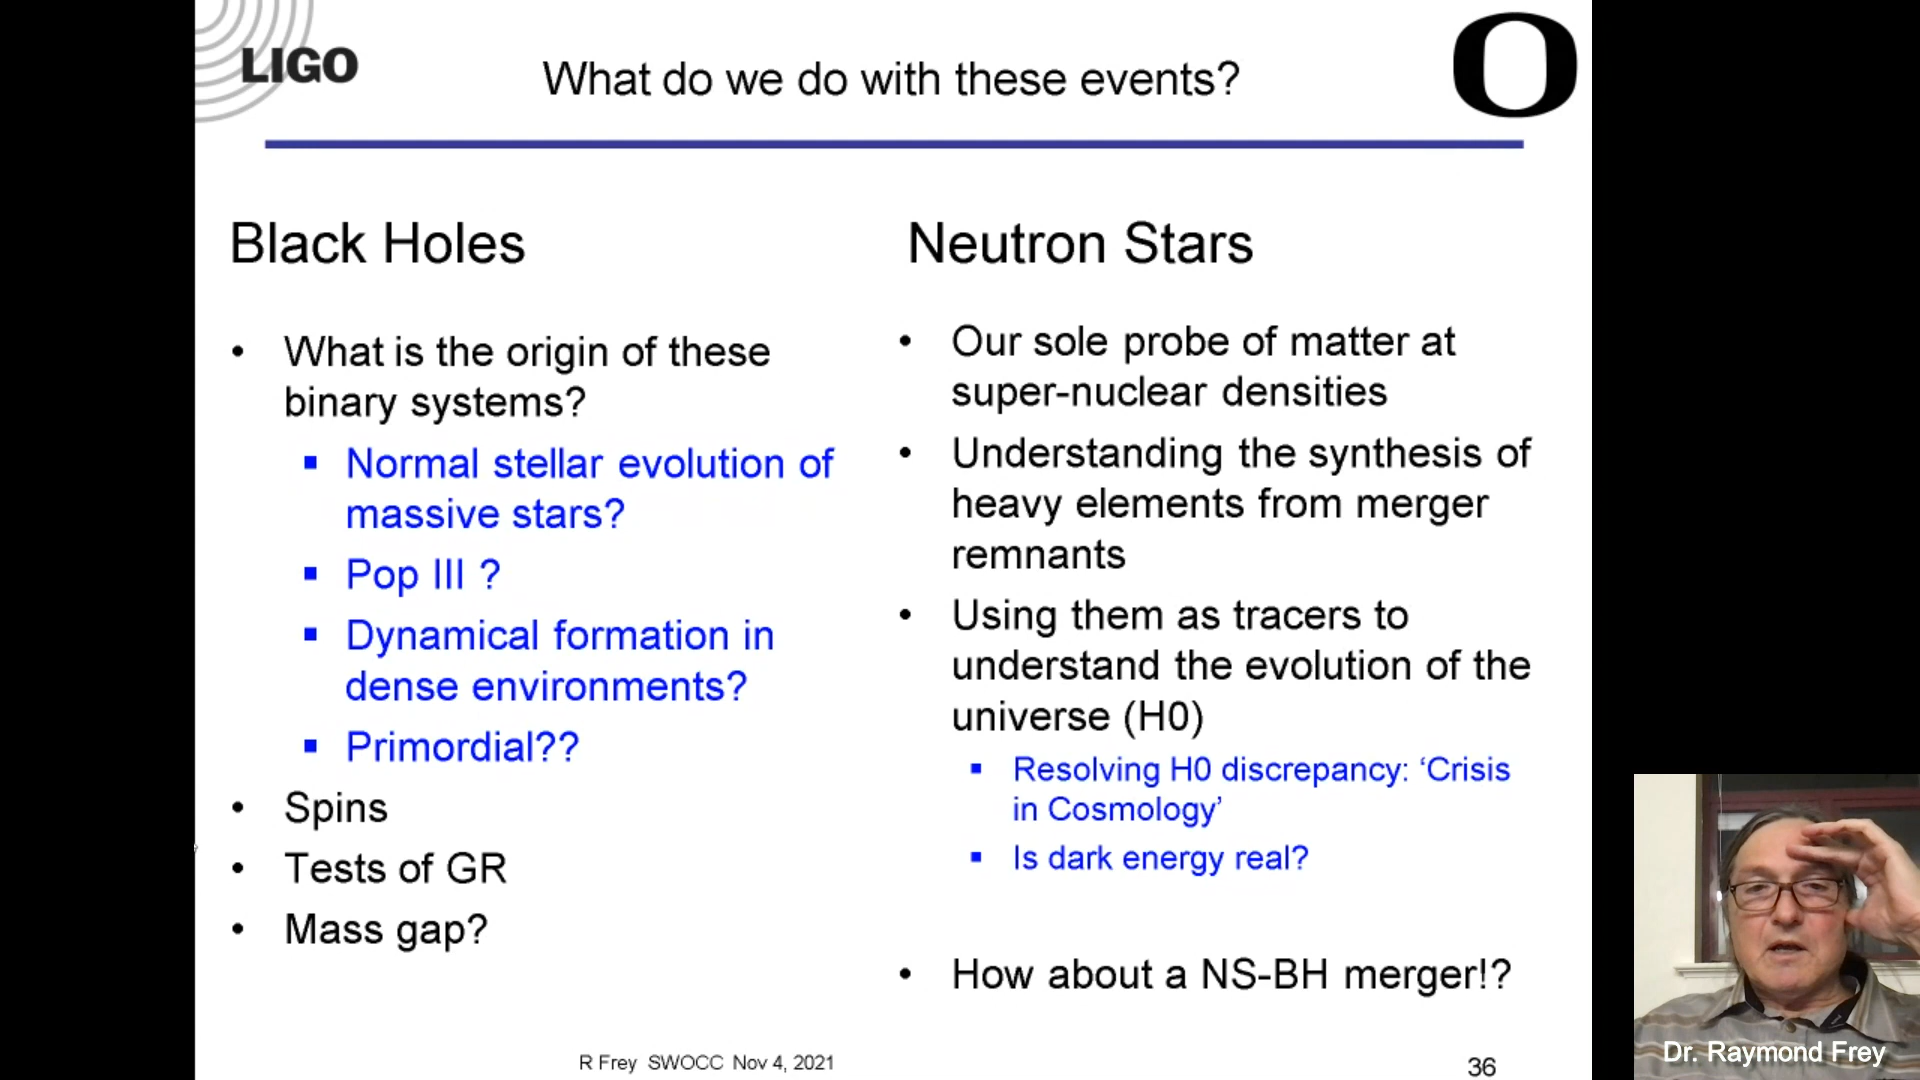 LIGO
What do we do with these events?
O
Black Holes
• What is the origin of these
binary systems?
▪ Normal stellar evolution of
massive stars?
▪ Pop III ?
▪ Dynamical formation in
dense environments?
▪ Primordial??
• Spins
• Tests of GR
• Mass gap?
Neutron Stars
• Our sole probe of matter at
super-nuclear densities
• Understanding the synthesis of
heavy elements from merger
remnants
• Using them as tracers to
understand the evolution of the
universe (H0)
▪ Resolving H0 discrepancy: ‘Crisis
in Cosmology’
▪ Is dark energy real?
• How about a NS-BH merger!?
R Frey SWOCC Nov 4, 2021
36
Dr. Raymond Frey